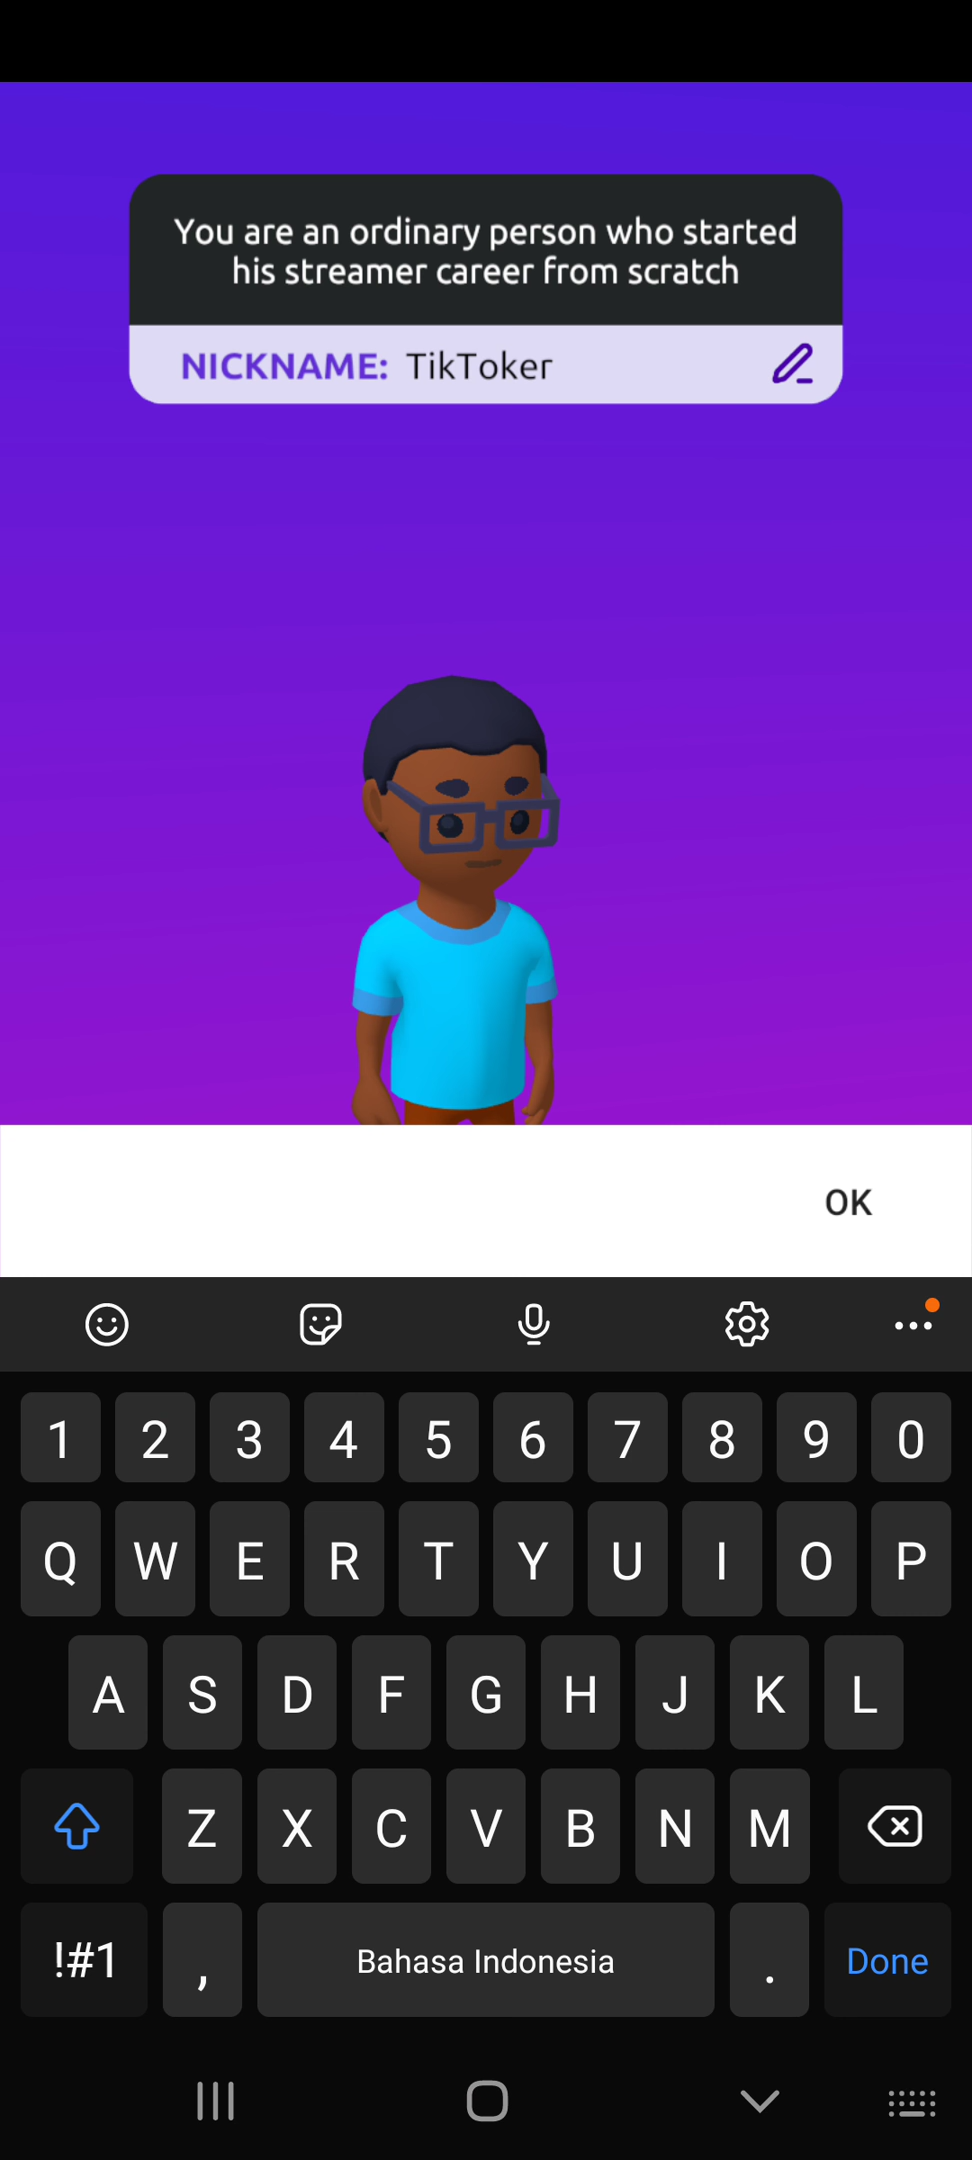 You are an ordinary person who started
his streamer career from scratch
NICKNAME: TikToker
OK
1 2 3 4 5 6 7 8 9 0
Q W E R T Y U I O P
A S D F G H J K L
Z X C V B N M
!#1 , Bahasa Indonesia . Done